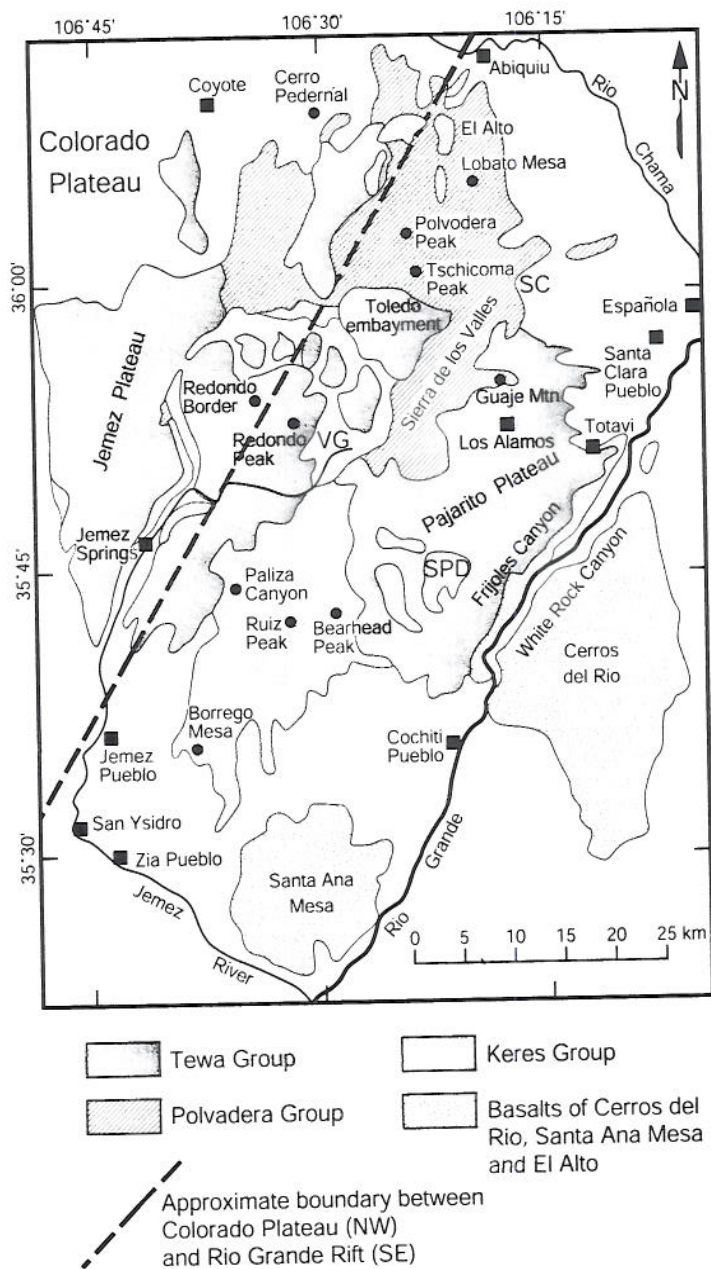 106°45'
106°30'
106°15'
Coyote
Cerro
Pedernal
Abiquiu
Rio
Chama
N
Colorado
Plateau
El Alto
Lobato Mesa
Polvodera
Peak
Tschicoma
Peak
36°00'
SC
Española
Toledo
embayment
Sierra de los Valles
Santa
Clara
Pueblo
Jemez Plateau
Redondo
Border
Guaje Mtn
Redondo
Peak
VG
Los Alamos
Totavi
Pajarito Plateau
Jemez
Springs
35°45'
SPD
Frijoles Canyon
White Rock Canyon
Paliza
Canyon
Ruiz
Peak
Bearhead
Peak
Cerros
del Rio
Borrego
Mesa
Jemez
Pueblo
Cochiti
Pueblo
San Ysidro
35°30'
Zia Pueblo
Grande
Rio
Santa Ana
Mesa
Jemez
River
0 5 10 15 20 25 km
Tewa Group
Keres Group
Polvadera Group
Basalts of Cerros del
Rio, Santa Ana Mesa
and El Alto
Approximate boundary between
Colorado Plateau (NW)
and Rio Grande Rift (SE)